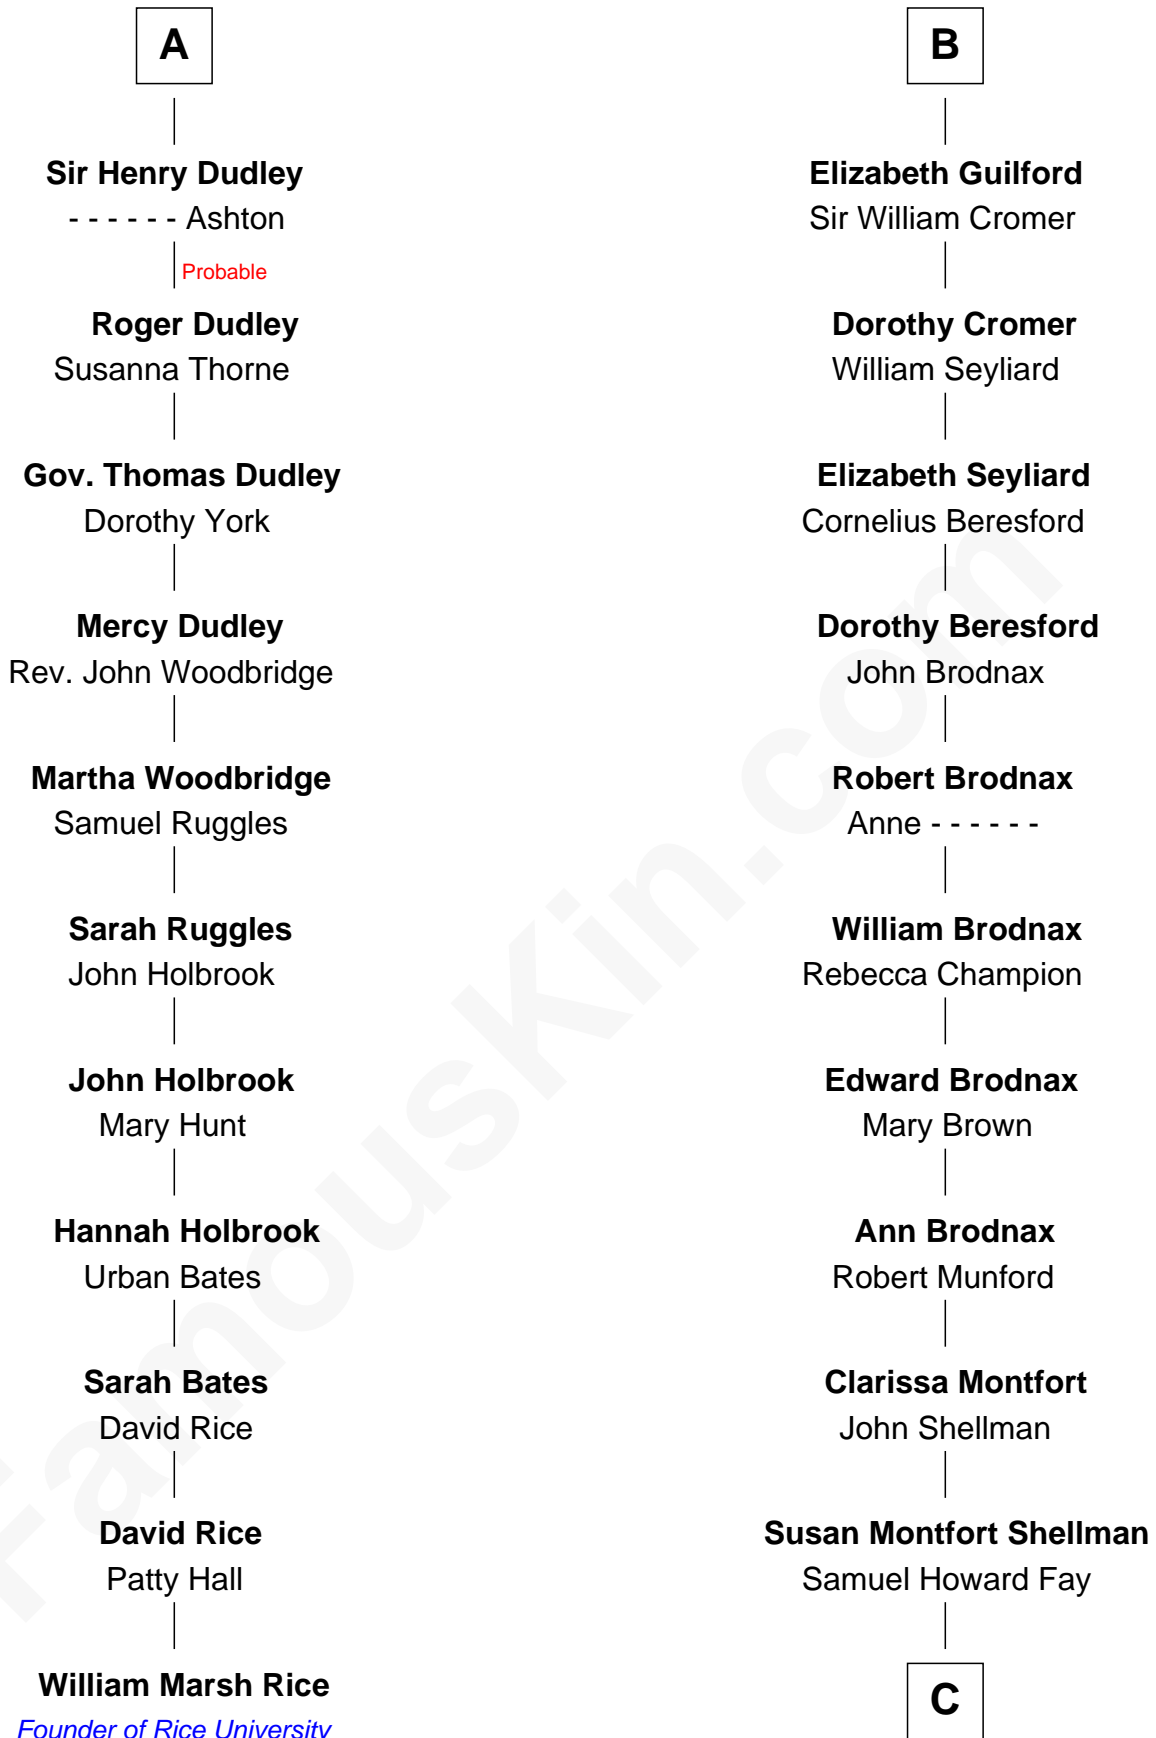 A
Sir Henry Dudley
- - - - - - Ashton
Probable
Roger Dudley
Susanna Thorne
Gov. Thomas Dudley
Dorothy York
Mercy Dudley
Rev. John Woodbridge
Martha Woodbridge
Samuel Ruggles
Sarah Ruggles
John Holbrook
John Holbrook
Mary Hunt
Hannah Holbrook
Urban Bates
Sarah Bates
David Rice
David Rice
Patty Hall
William Marsh Rice
Founder of Rice University
B
Elizabeth Guilford
Sir William Cromer
Dorothy Cromer
William Seyliard
Elizabeth Seyliard
Cornelius Beresford
Dorothy Beresford
John Brodnax
Robert Brodnax
Anne - - - - - -
William Brodnax
Rebecca Champion
Edward Brodnax
Mary Brown
Ann Brodnax
Robert Munford
Clarissa Montfort
John Shellman
Susan Montfort Shellman
Samuel Howard Fay
C
FamousKin.com